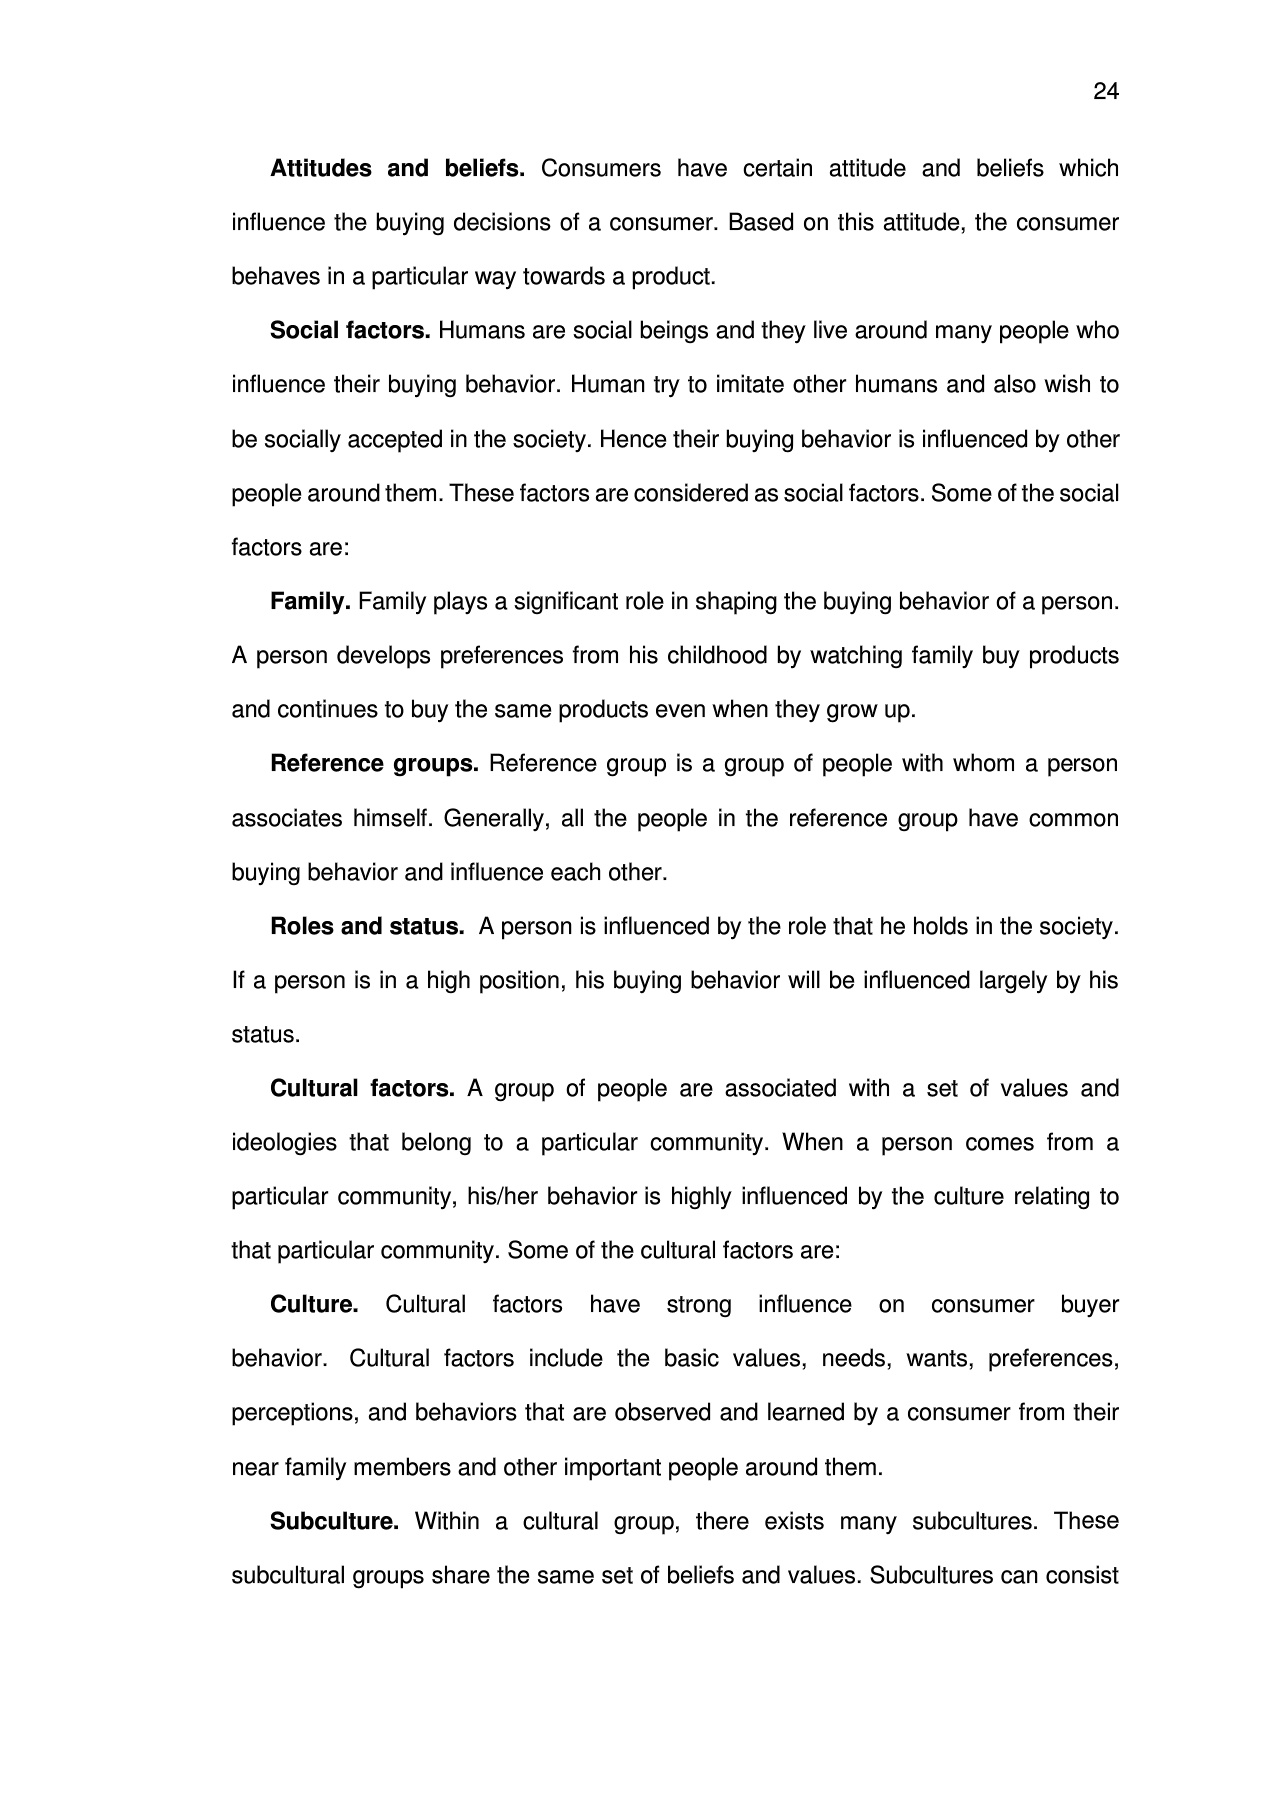 24
Attitudes and beliefs. Consumers have certain attitude and beliefs which
influence the buying decisions of a consumer. Based on this attitude, the consumer
behaves in a particular way towards a product.
Social factors. Humans are social beings and they live around many people who
influence their buying behavior. Human try to imitate other humans and also wish to
be socially accepted in the society. Hence their buying behavior is influenced by other
people around them. These factors are considered as social factors. Some of the social
factors are:
Family. Family plays a significant role in shaping the buying behavior of a person.
A person develops preferences from his childhood by watching family buy products
and continues to buy the same products even when they grow up.
Reference groups. Reference group is a group of people with whom a person
associates himself. Generally, all the people in the reference group have common
buying behavior and influence each other.
Roles and status. A person is influenced by the role that he holds in the society.
If a person is in a high position, his buying behavior will be influenced largely by his
status.
Cultural factors. A group of people are associated with a set of values and
ideologies that belong to a particular community. When a person comes from a
particular community, his/her behavior is highly influenced by the culture relating to
that particular community. Some of the cultural factors are:
Culture. Cultural factors have strong influence on consumer buyer
behavior. Cultural factors include the basic values, needs, wants, preferences,
perceptions, and behaviors that are observed and learned by a consumer from their
near family members and other important people around them.
Subculture. Within a cultural group, there exists many subcultures. These
subcultural groups share the same set of beliefs and values. Subcultures can consist